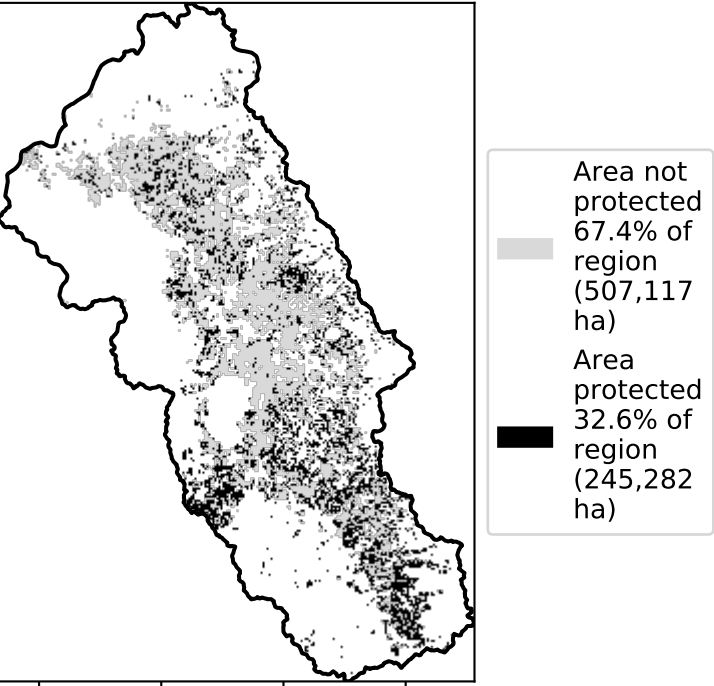 Area not
protected
67.4% of
region
(507,117
ha)
Area
protected
32.6% of
region
(245,282
ha)